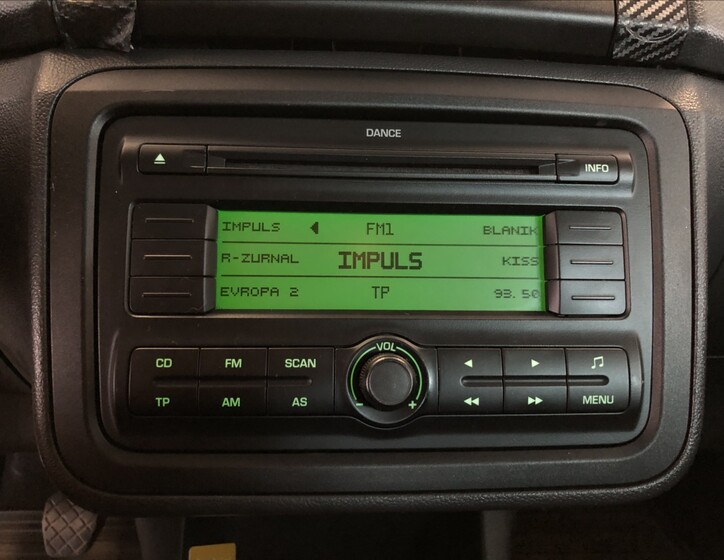 DANCE
INFO
IMPULS FM1 BLANIK
R-ZURNAL IMPULS KISS
EVROPA 2 TP 93.50
VOL
CD FM SCAN
TP AM AS
- +
MENU